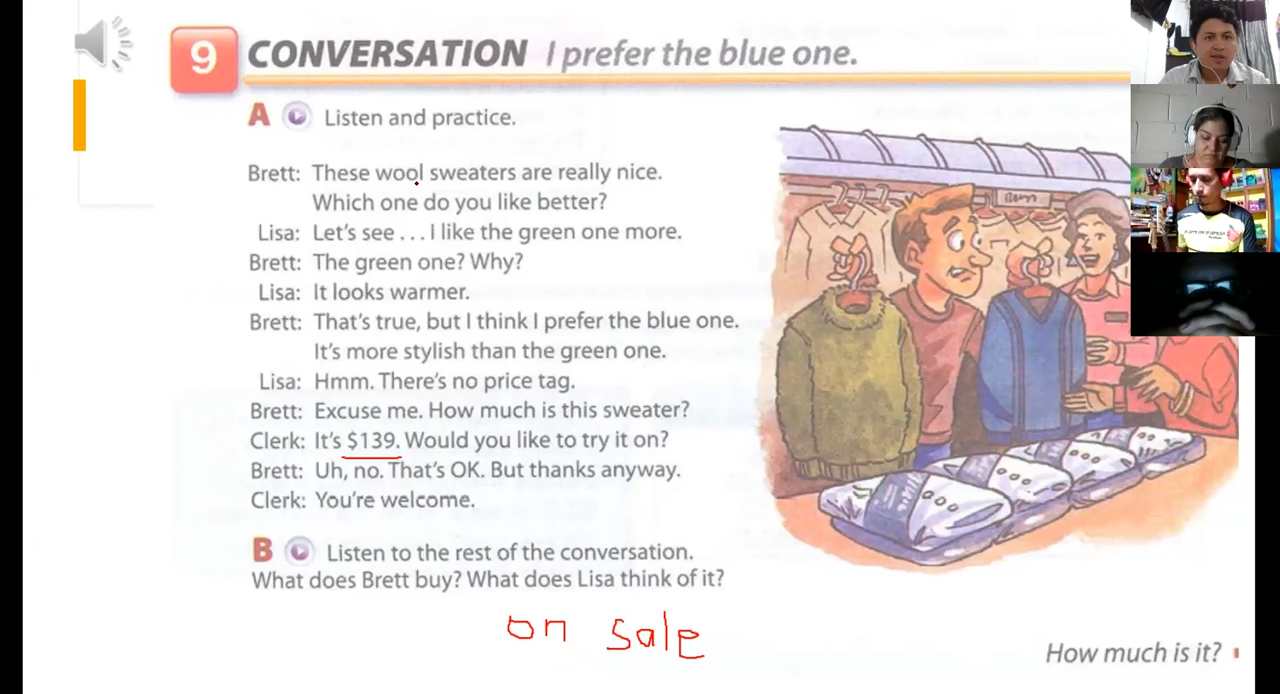 9 CONVERSATION I prefer the blue one.
A Listen and practice.
Brett: These wool sweaters are really nice.
Which one do you like better?
Lisa: Let's see . . . I like the green one more.
Brett: The green one? Why?
Lisa: It looks warmer.
Brett: That's true, but I think I prefer the blue one.
It's more stylish than the green one.
Lisa: Hmm. There's no price tag.
Brett: Excuse me. How much is this sweater?
Clerk: It's $139. Would you like to try it on?
Brett: Uh, no. That's OK. But thanks anyway.
Clerk: You're welcome.
B Listen to the rest of the conversation.
What does Brett buy? What does Lisa think of it?
on sale
How much is it?